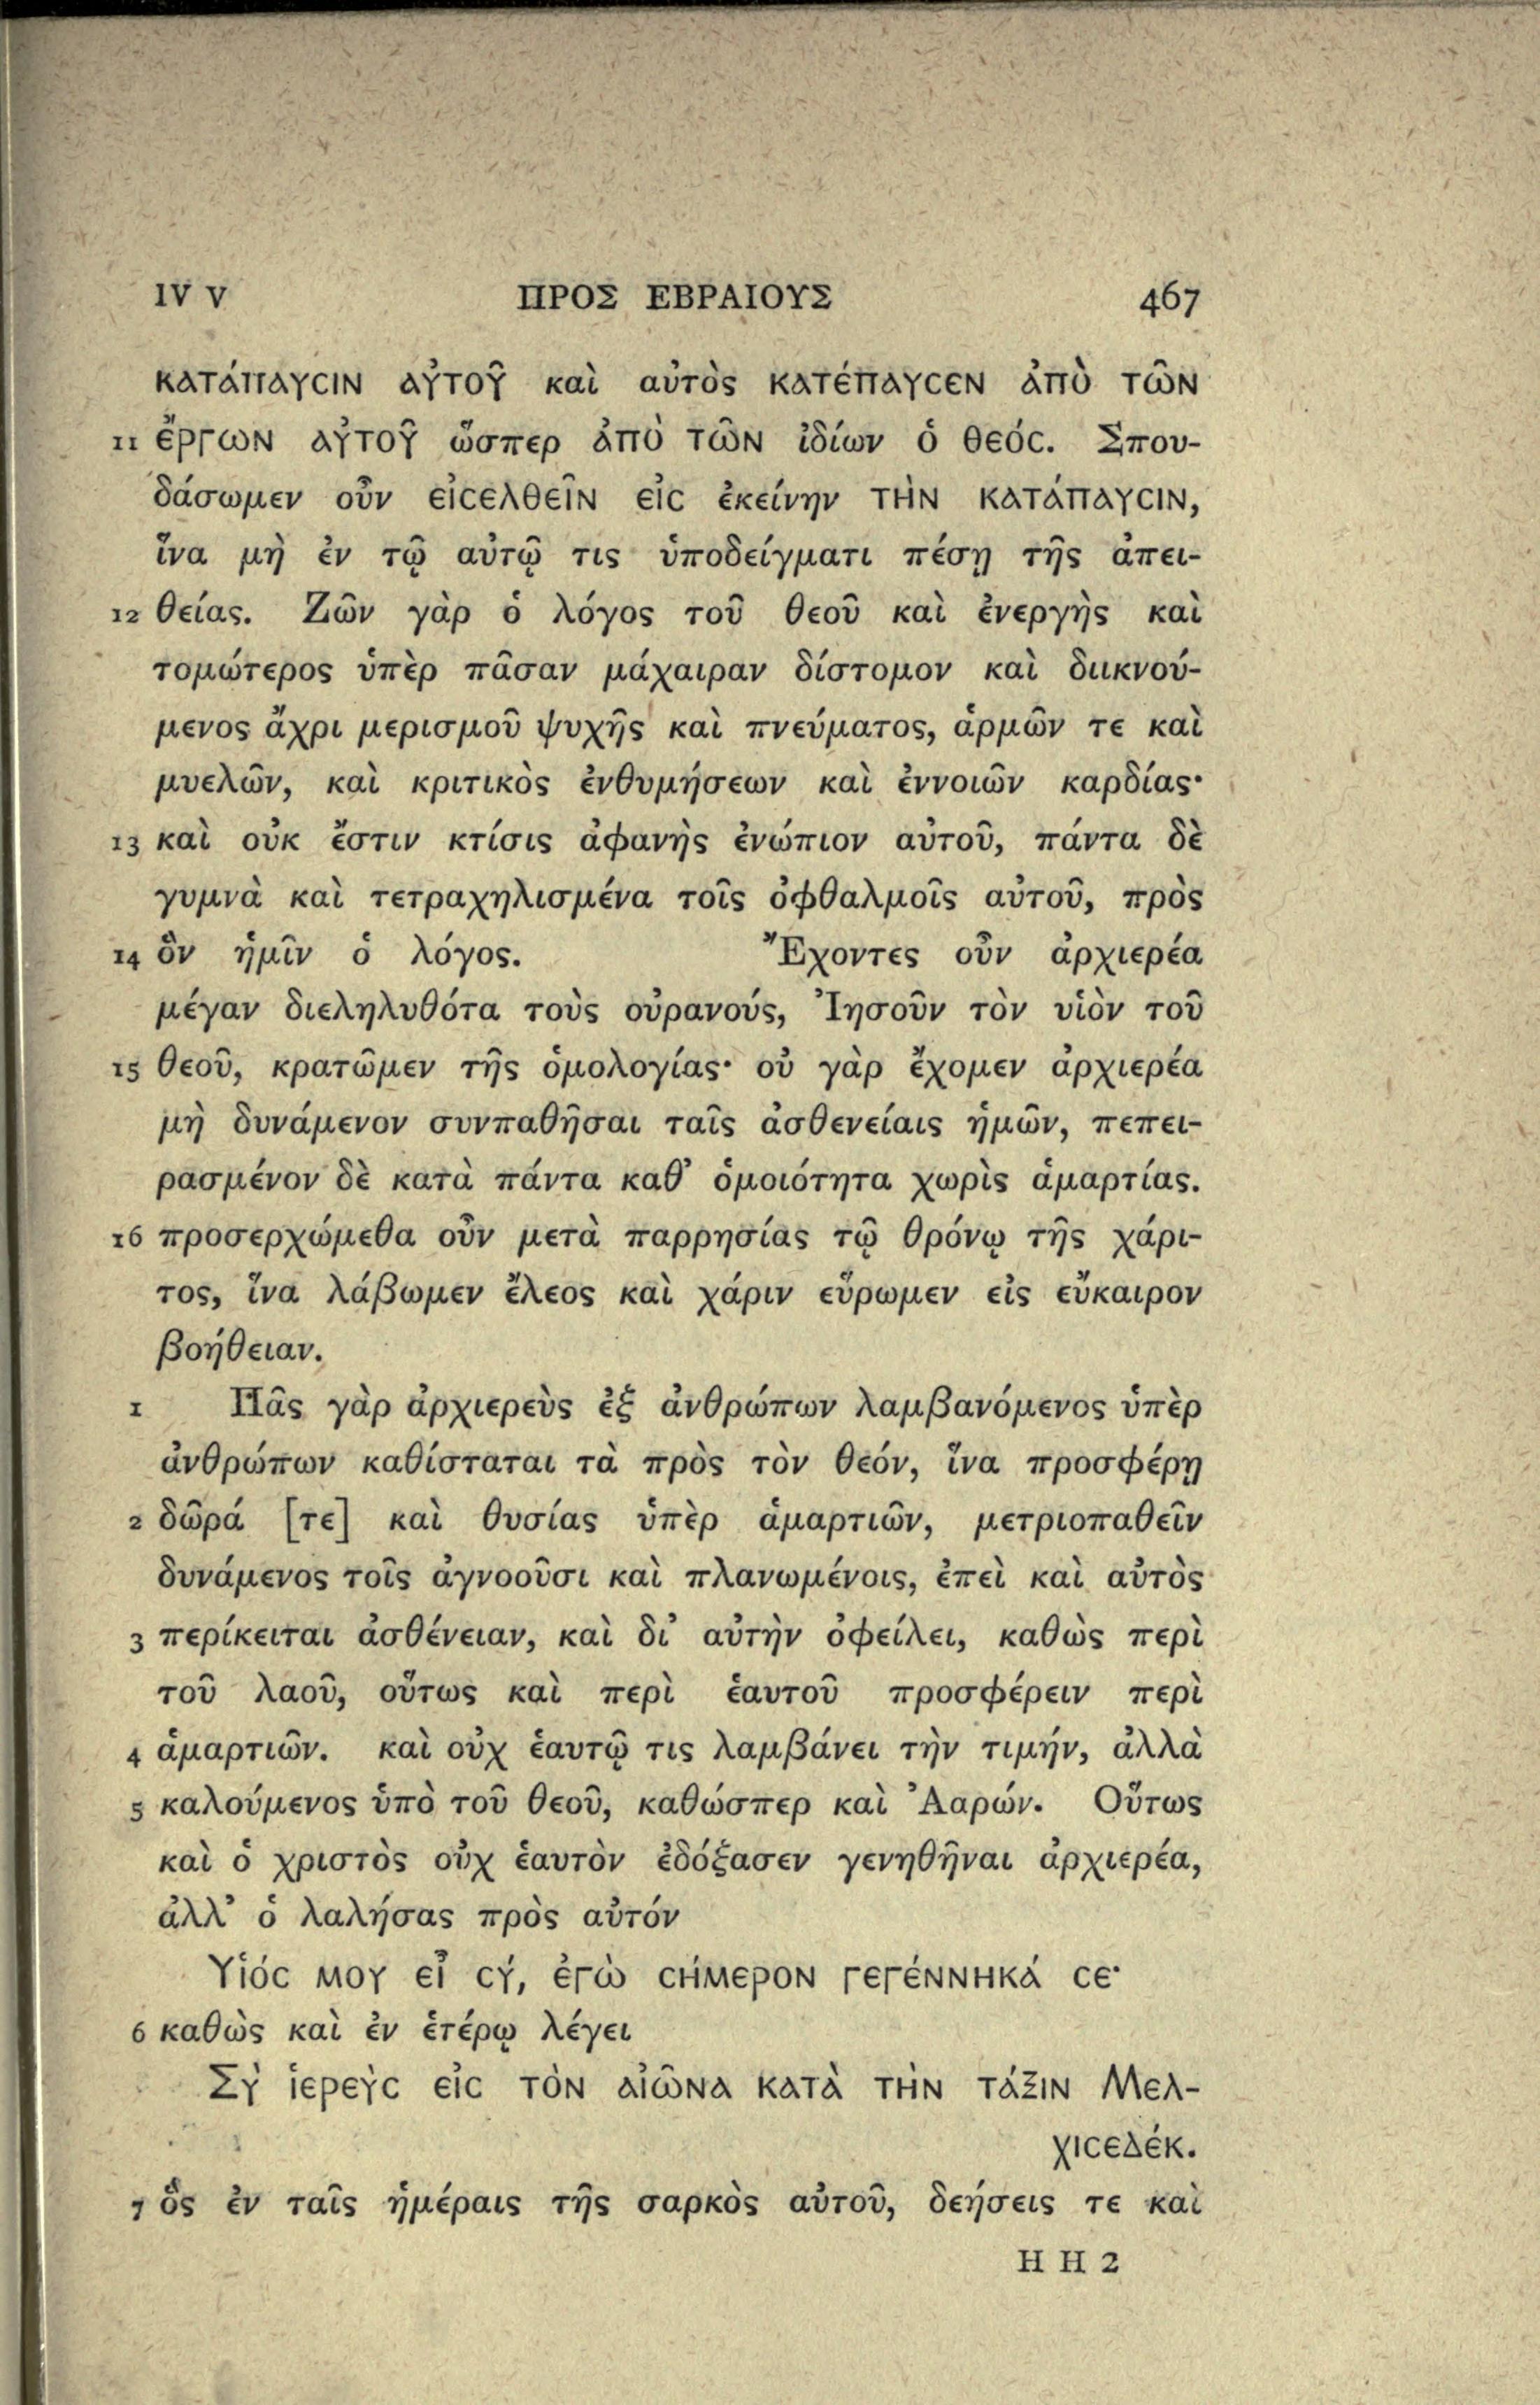 IV V ΠΡΟΣ ΕΒΡΑΙΟΥΣ 467
κατάπαυσιν αὐτοῦ καὶ αὐτὸς κατέπαυσεν ἀπὸ τῶν
11 ἔργων αὐτοῦ ὥσπερ ἀπὸ τῶν ἰδίων ὁ θεός. Σπου-
δάσωμεν οὖν εἰσελθεῖν εἰς ἐκείνην τὴν κατάπαυσιν,
ἵνα μὴ ἐν τῷ αὐτῷ τις ὑποδείγματι πέσῃ τῆς ἀπει-
12 θείας. Ζῶν γὰρ ὁ λόγος τοῦ θεοῦ καὶ ἐνεργὴς καὶ
τομώτερος ὑπὲρ πᾶσαν μάχαιραν δίστομον καὶ διικνού-
μενος ἄχρι μερισμοῦ ψυχῆς καὶ πνεύματος, ἁρμῶν τε καὶ
μυελῶν, καὶ κριτικὸς ἐνθυμήσεων καὶ ἐννοιῶν καρδίας·
13 καὶ οὐκ ἔστιν κτίσις ἀφανὴς ἐνώπιον αὐτοῦ, πάντα δὲ
γυμνὰ καὶ τετραχηλισμένα τοῖς ὀφθαλμοῖς αὐτοῦ, πρὸς
14 ὃν ἡμῖν ὁ λόγος. Ἔχοντες οὖν ἀρχιερέα
μέγαν διεληλυθότα τοὺς οὐρανούς, Ἰησοῦν τὸν υἱὸν τοῦ
15 θεοῦ, κρατῶμεν τῆς ὁμολογίας· οὐ γὰρ ἔχομεν ἀρχιερέα
μὴ δυνάμενον συνπαθῆσαι ταῖς ἀσθενείαις ἡμῶν, πεπει-
ρασμένον δὲ κατὰ πάντα καθ᾽ ὁμοιότητα χωρὶς ἁμαρτίας.
16 προσερχώμεθα οὖν μετὰ παρρησίας τῷ θρόνῳ τῆς χάρι-
τος, ἵνα λάβωμεν ἔλεος καὶ χάριν εὕρωμεν εἰς εὔκαιρον
βοήθειαν.
1 Πᾶς γὰρ ἀρχιερεὺς ἐξ ἀνθρώπων λαμβανόμενος ὑπὲρ
ἀνθρώπων καθίσταται τὰ πρὸς τὸν θεόν, ἵνα προσφέρῃ
2 δῶρά [τε] καὶ θυσίας ὑπὲρ ἁμαρτιῶν, μετριοπαθεῖν
δυνάμενος τοῖς ἀγνοοῦσι καὶ πλανωμένοις, ἐπεὶ καὶ αὐτὸς
3 περίκειται ἀσθένειαν, καὶ δι᾽ αὐτὴν ὀφείλει, καθὼς περὶ
τοῦ λαοῦ, οὕτως καὶ περὶ ἑαυτοῦ προσφέρειν περὶ
4 ἁμαρτιῶν. καὶ οὐχ ἑαυτῷ τις λαμβάνει τὴν τιμήν, ἀλλὰ
5 καλούμενος ὑπὸ τοῦ θεοῦ, καθώσπερ καὶ Ἀαρών. Οὕτως
καὶ ὁ χριστὸς οὐχ ἑαυτὸν ἐδόξασεν γενηθῆναι ἀρχιερέα,
ἀλλ᾽ ὁ λαλήσας πρὸς αὐτόν
Υἱός μου εἶ σύ, ἐγὼ σήμερον γεγέννηκά σε·
6 καθὼς καὶ ἐν ἑτέρῳ λέγει
Σὺ ἱερεὺς εἰς τὸν αἰῶνα κατὰ τὴν τάξιν Μελ-
χισεδέκ.
7 ὃς ἐν ταῖς ἡμέραις τῆς σαρκὸς αὐτοῦ, δεήσεις τε καὶ
H H 2